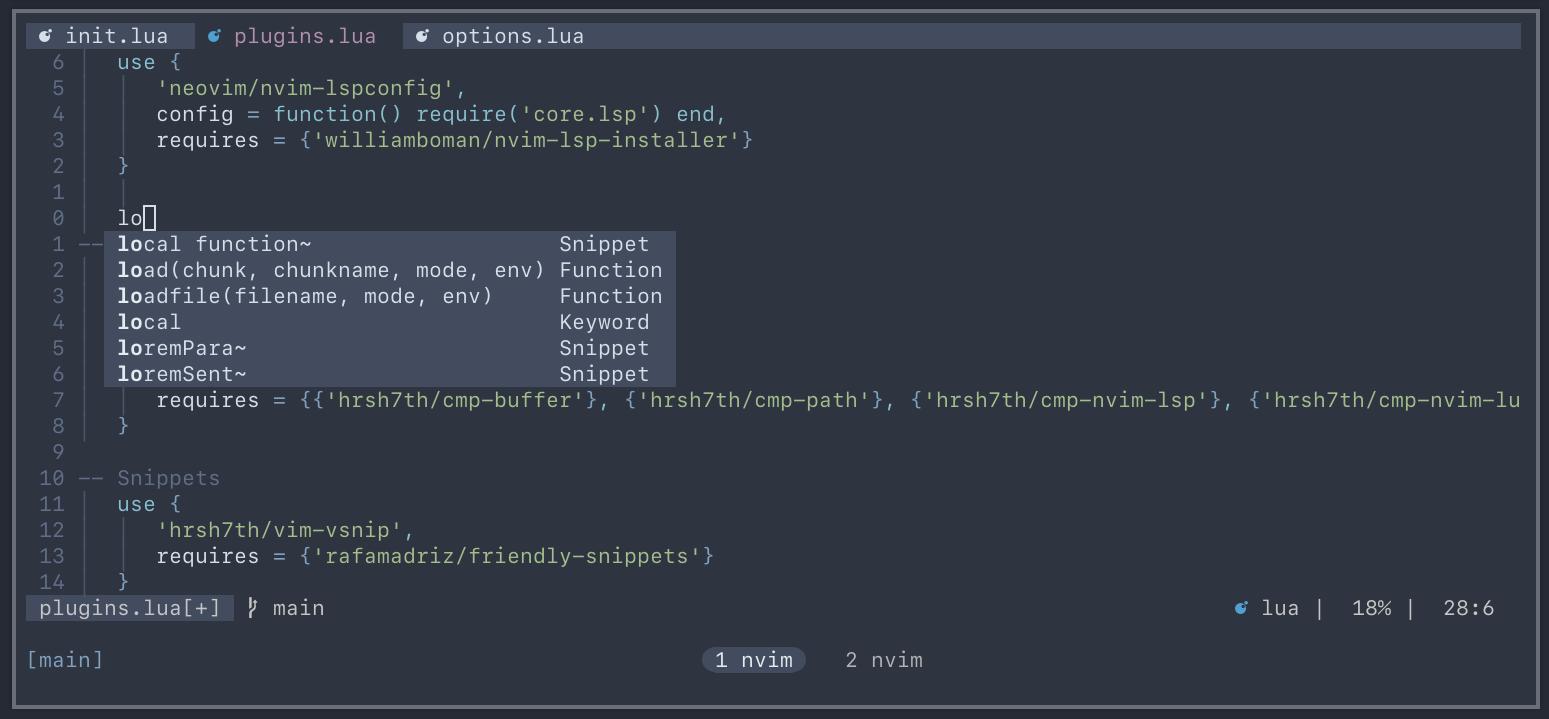 init.lua plugins.lua options.lua
6 use {
5 'neovim/nvim-lspconfig',
4 config = function() require('core.lsp') end,
3 requires = {'williamboman/nvim-lsp-installer'}
2 }
1
0 lo
1 -- local function~ Snippet
2 load(chunk, chunkname, mode, env) Function
3 loadfile(filename, mode, env) Function
4 local Keyword
5 loremPara~ Snippet
6 loremSent~ Snippet
7 requires = {{'hrsh7th/cmp-buffer'}, {'hrsh7th/cmp-path'}, {'hrsh7th/cmp-nvim-lsp'}, {'hrsh7th/cmp-nvim-lu
8 }
9
10 -- Snippets
11 use {
12 'hrsh7th/vim-vsnip',
13 requires = {'rafamadriz/friendly-snippets'}
14 }
plugins.lua[+] main lua | 18% | 28:6
[main] 1 nvim 2 nvim